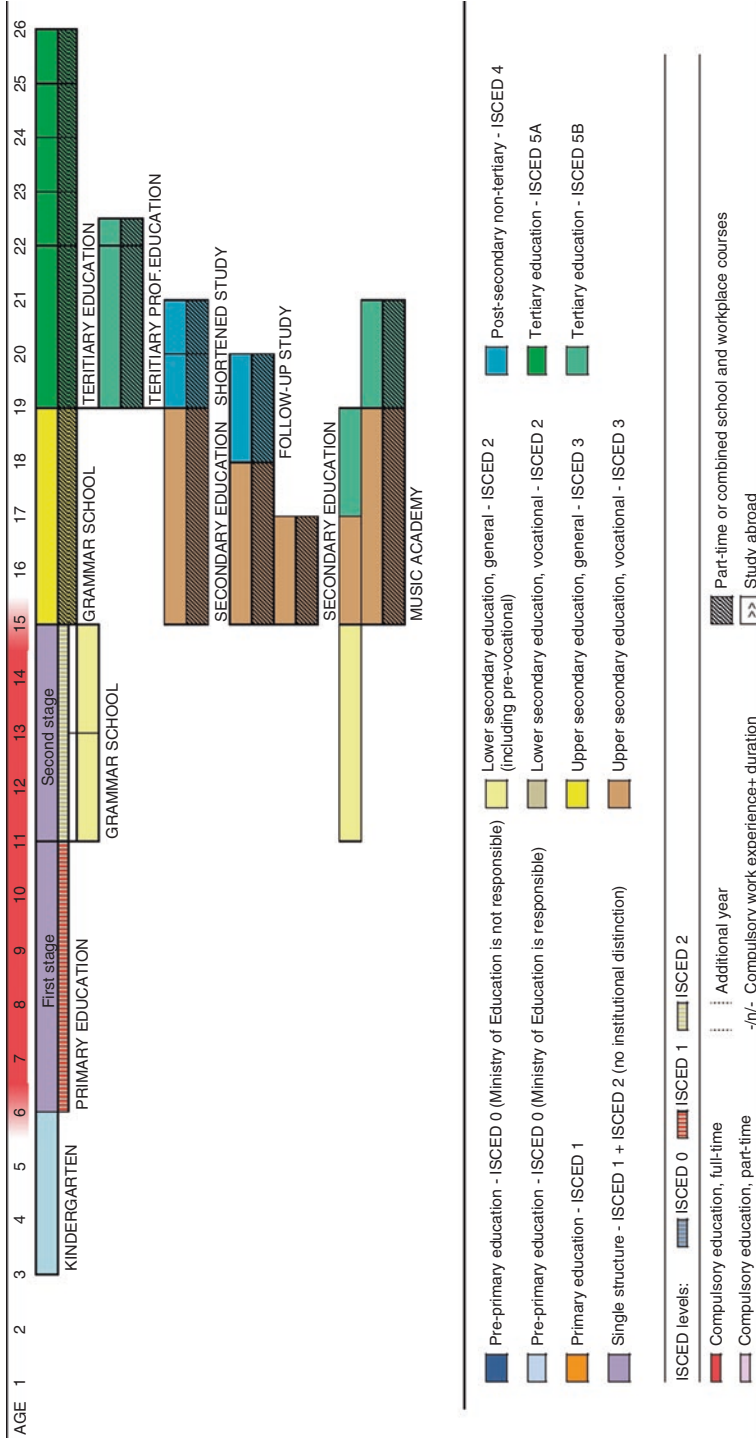 AGE 1 2 3 4 5 6 7 8 9 10 11 12 13 14 15 16 17 18 19 20 21 22 23 24 25 26
First stage
Second stage
KINDERGARTEN
PRIMARY EDUCATION
GRAMMAR SCHOOL
GRAMMAR SCHOOL
TERTIARY EDUCATION
TERTIARY PROF.EDUCATION
SECONDARY EDUCATION
SHORTENED STUDY
FOLLOW-UP STUDY
SECONDARY EDUCATION
MUSIC ACADEMY
Pre-primary education - ISCED 0 (Ministry of Education is not responsible)
Pre-primary education - ISCED 0 (Ministry of Education is responsible)
Primary education - ISCED 1
Single structure - ISCED 1 + ISCED 2 (no institutional distinction)
Lower secondary education, general - ISCED 2
(including pre-vocational)
Lower secondary education, vocational - ISCED 2
Upper secondary education, general - ISCED 3
Upper secondary education, vocational - ISCED 3
Post-secondary non-tertiary - ISCED 4
Tertiary education - ISCED 5A
Tertiary education - ISCED 5B
ISCED levels: ISCED 0 ISCED 1 ISCED 2
Compulsory education, full-time
Compulsory education, part-time
Additional year
-/n/- Compulsory work experience+ duration
Part-time or combined school and workplace courses
>> Study abroad